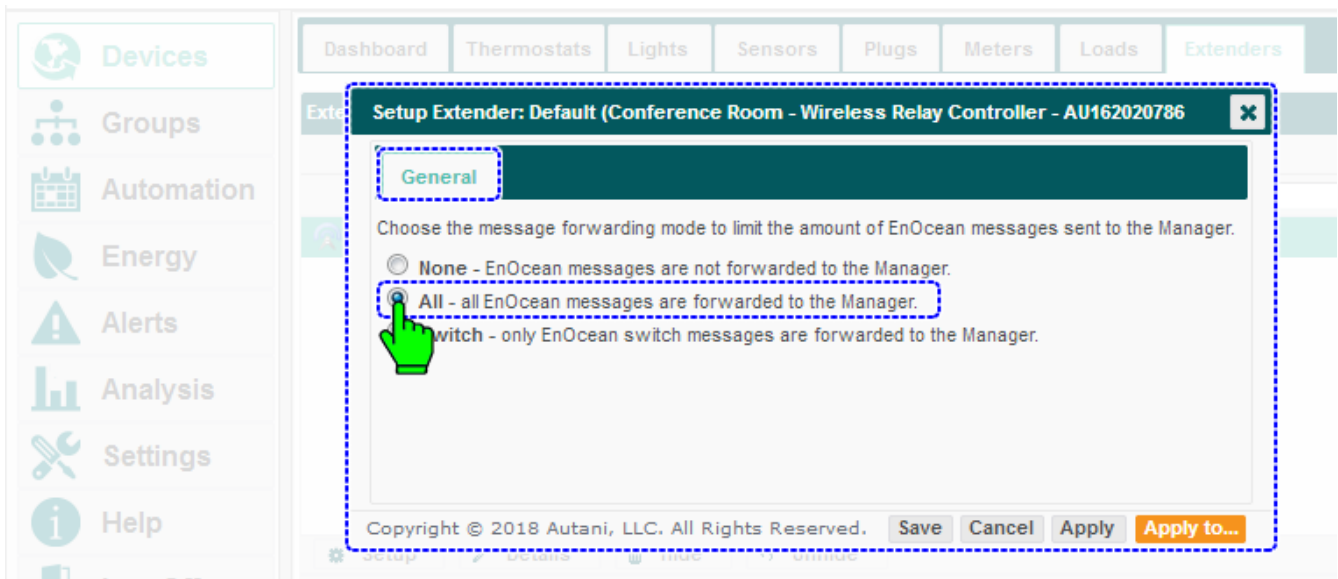 Devices
Groups
Automation
Energy
Alerts
Analysis
Settings
Help
Dashboard Thermostats Lights Sensors Plugs Meters Loads Extenders
Setup Extender: Default (Conference Room - Wireless Relay Controller - AU162020786
General
Choose the message forwarding mode to limit the amount of EnOcean messages sent to the Manager.
None - EnOcean messages are not forwarded to the Manager.
All - all EnOcean messages are forwarded to the Manager.
witch - only EnOcean switch messages are forwarded to the Manager.
Copyright © 2018 Autani, LLC. All Rights Reserved. Save Cancel Apply Apply to...
Setup Details Hide Unhide